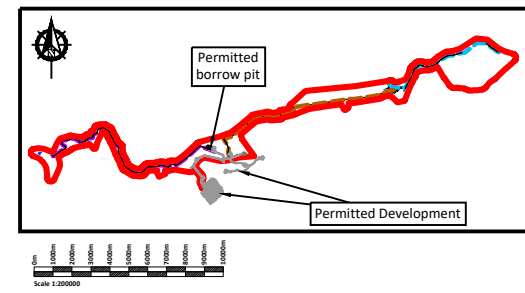 Permitted
borrow pit
Permitted Development
0m
1000m
2000m
3000m
4000m
5000m
6000m
7000m
8000m
9000m
10000m
Scale 1:200000